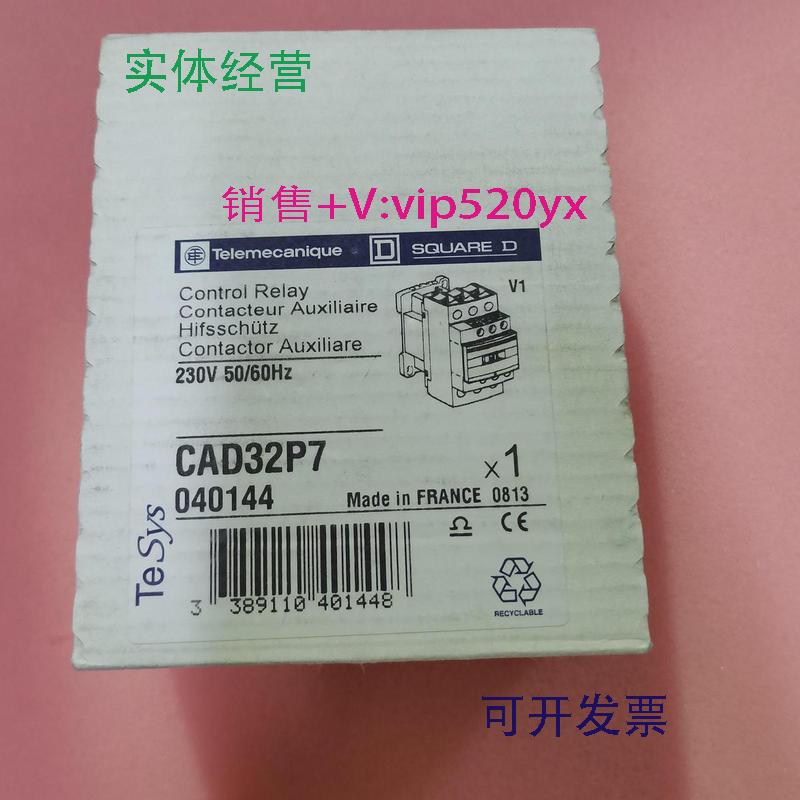 实体经营
销售+V:vip520yx
Telemecanique SQUARE D
Control Relay
Contacteur Auxiliaire
Hifsschütz
Contactor Auxiliare
230V 50/60Hz
V1
CAD32P7
x1
040144
Made in FRANCE 0813
CE
TeSys
3 389110 401448
RECYCLABLE
可开发票